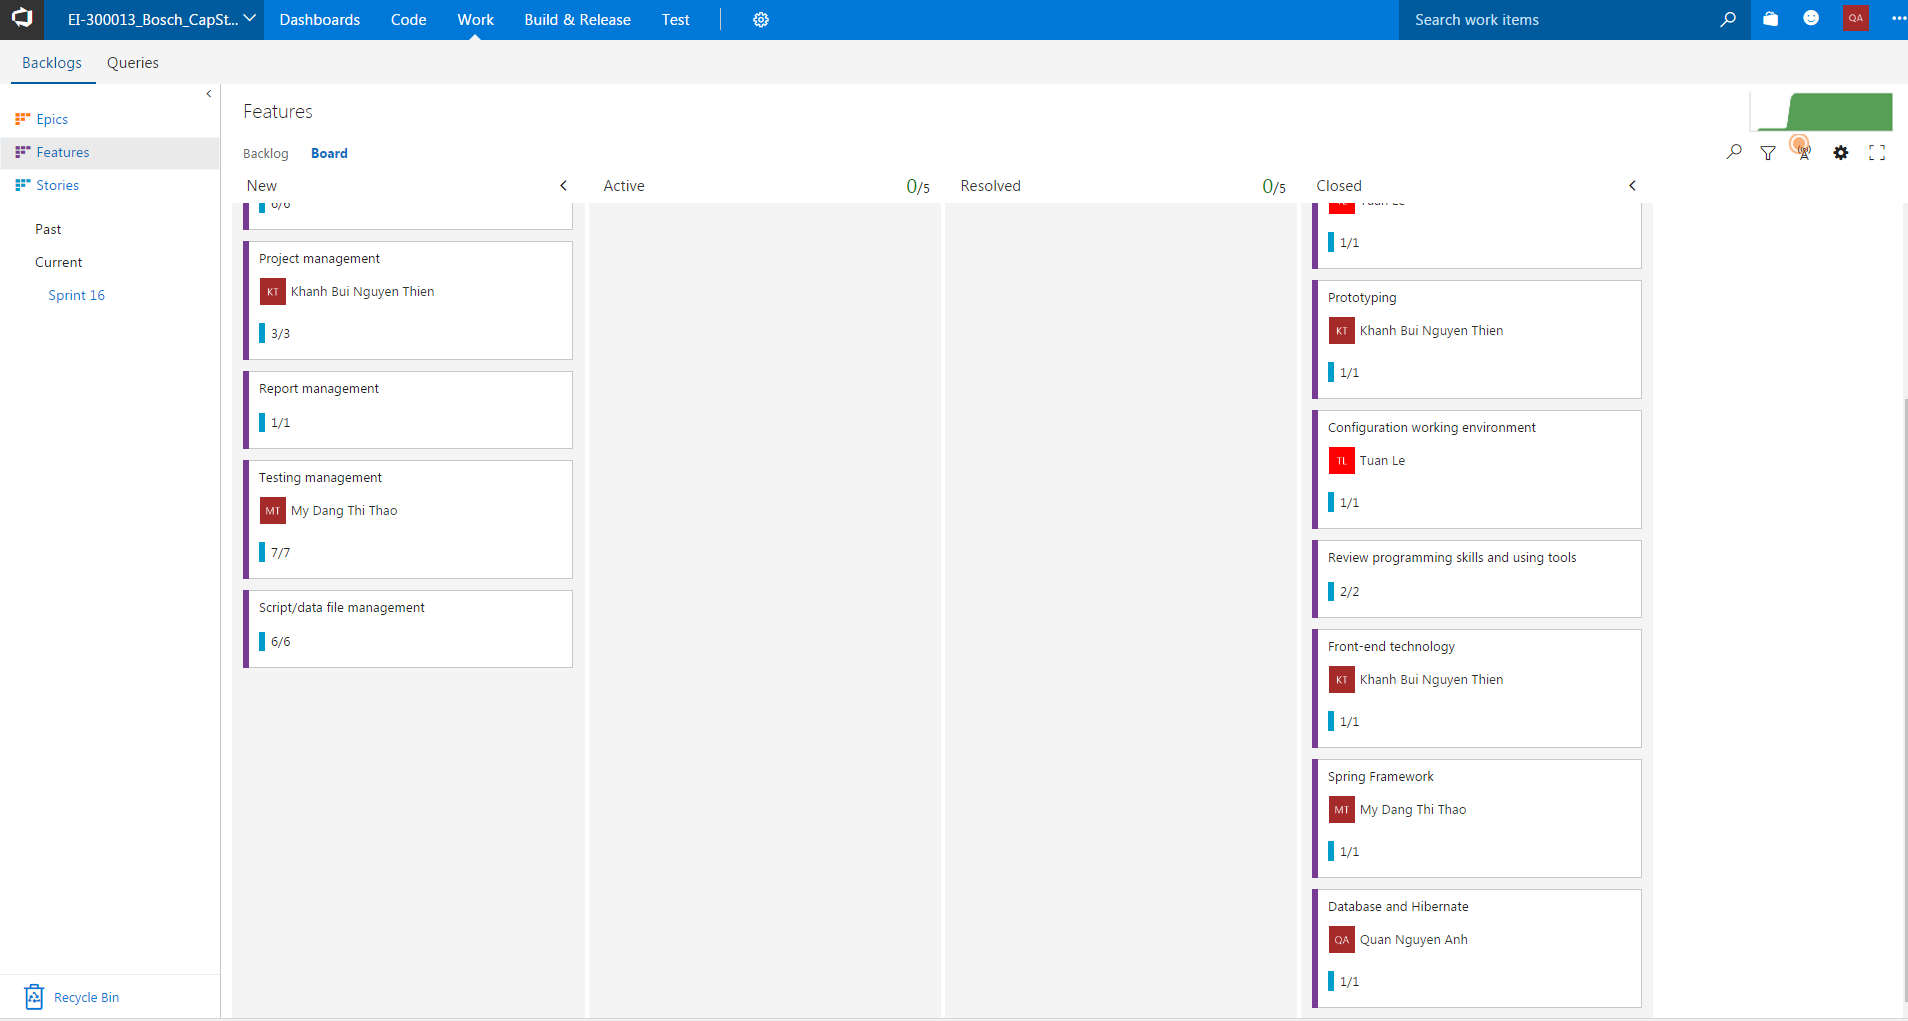 EI-300013_Bosch_CapSt...
Dashboards
Code
Work
Build & Release
Test
Search work items
QA
Backlogs
Queries
Epics
Features
Stories
Past
Current
Sprint 16
Recycle Bin
Features
Backlog
Board
New
Active
0/5
Resolved
0/5
Closed
6/6
Project management
KT
Khanh Bui Nguyen Thien
3/3
Report management
1/1
Testing management
MT
My Dang Thi Thao
7/7
Script/data file management
6/6
Tuan Le
1/1
Prototyping
KT
Khanh Bui Nguyen Thien
1/1
Configuration working environment
TL
Tuan Le
1/1
Review programming skills and using tools
2/2
Front-end technology
KT
Khanh Bui Nguyen Thien
1/1
Spring Framework
MT
My Dang Thi Thao
1/1
Database and Hibernate
QA
Quan Nguyen Anh
1/1